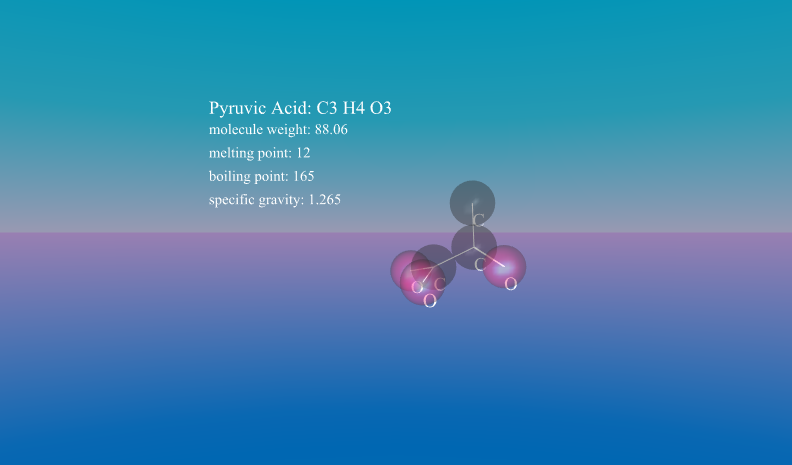 Pyruvic Acid: C3 H4 O3
molecule weight: 88.06
melting point: 12
boiling point: 165
specific gravity: 1.265
C
C
O
O
C
O